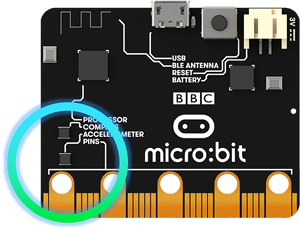 3V
USB
BLE ANTENNA
RESET
BATTERY
BBC
PROCESSOR
COMPASS
ACCELEROMETER
PINS
micro:bit